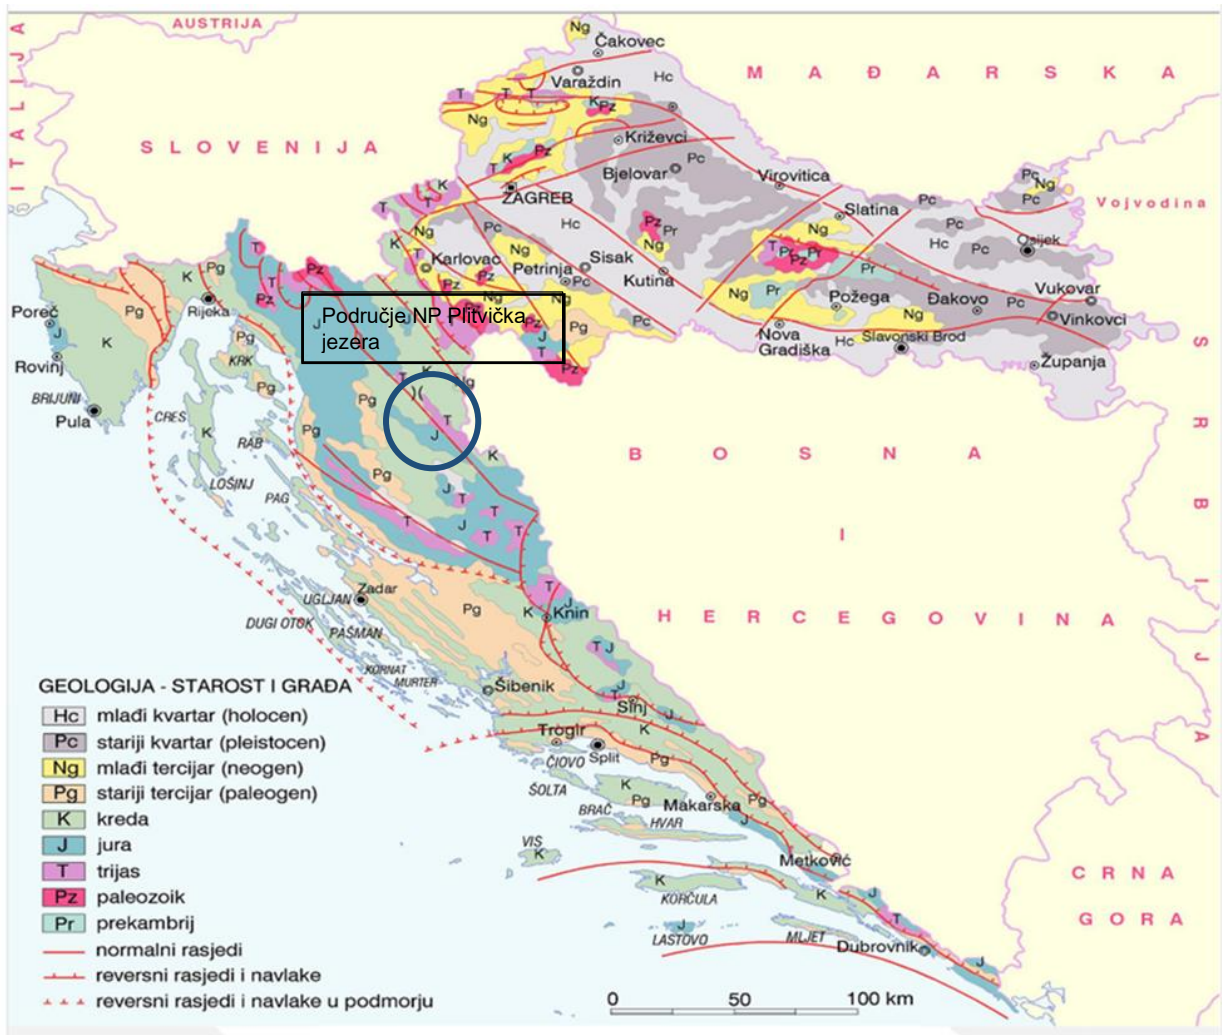 AUSTRIJA
ITALIJA
SLOVENIJA
MAĐARSKA
Vojvodina
SRBIJA
BOSNA
I
HERCEGOVINA
CRNA
GORA
Čakovec
Varaždin
Križevci
Bjelovar
Virovitica
ZAGREB
Slatina
Osijek
Karlovac
Petrinja
Sisak
Kutina
Požega
Đakovo
Vukovar
Vinkovci
Nova
Gradiška
Slavonski Brod
Županja
Područje NP Plitvička
jezera
Poreč
Rovinj
BRIJUNI
Pula
Rijeka
KRK
CRES
RAB
LOŠINJ
PAG
Zadar
UGLJAN
DUGI OTOK
PAŠMAN
KORNAT
MURTER
Knin
Šibenik
Sinj
Trogir
Split
ČIOVO
ŠOLTA
BRAČ
Makarska
HVAR
VIS
Metković
KORČULA
LASTOVO
MLJET
Dubrovnik
GEOLOGIJA - STAROST I GRAĐA
Hc mlađi kvartar (holocen)
Pc stariji kvartar (pleistocen)
Ng mlađi tercijar (neogen)
Pg stariji tercijar (paleogen)
K kreda
J jura
T trijas
Pz paleozoik
Pr prekambrij
normalni rasjedi
reversni rasjedi i navlake
reversni rasjedi i navlake u podmorju
0 50 100 km